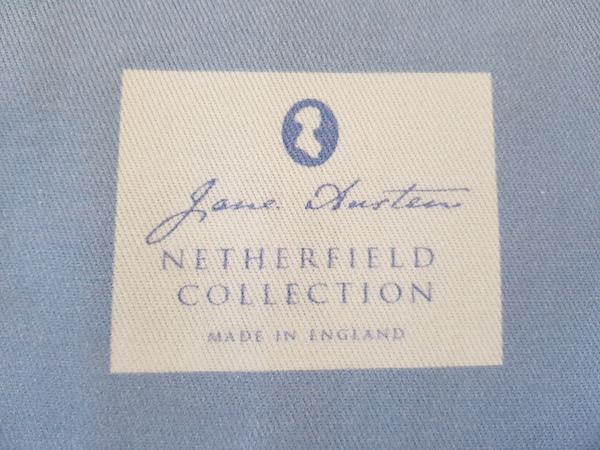 Jane Austen
NETHERFIELD
COLLECTION
MADE IN ENGLAND